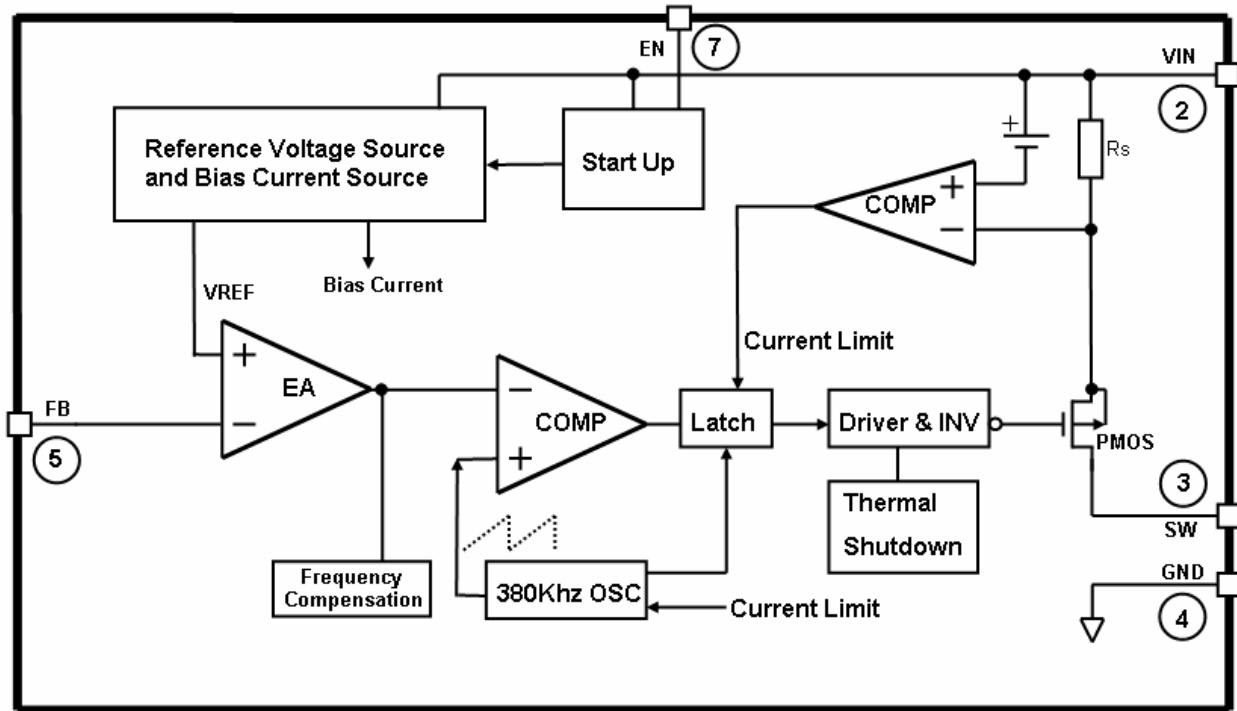 EN
7
VIN
2
Reference Voltage Source
and Bias Current Source
Start Up
+
Rs
+
COMP
−
Bias Current
VREF
Current Limit
+
EA
−
FB
5
−
COMP
+
Latch
Driver & INV
PMOS
3
SW
Thermal
Shutdown
Frequency
Compensation
380Khz OSC
Current Limit
GND
4